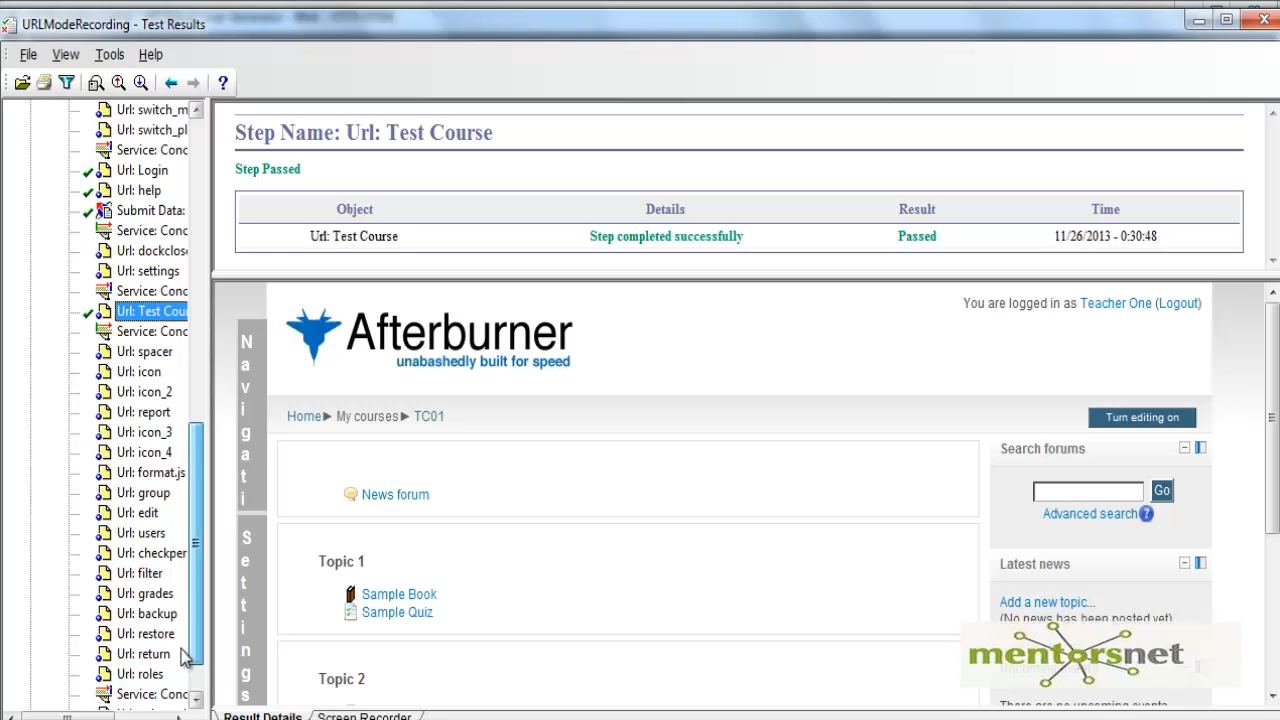 URLModeRecording - Test Results
File View Tools Help
Url: switch_m
Url: switch_pl
Service: Conc
Url: Login
Url: help
Submit Data:
Service: Conc
Url: dockclose
Url: settings
Service: Conc
Url: Test Cou
Service: Conc
Url: spacer
Url: icon
Url: icon_2
Url: report
Url: icon_3
Url: icon_4
Url: format.js
Url: group
Url: edit
Url: users
Url: checkper
Url: filter
Url: grades
Url: backup
Url: restore
Url: return
Url: roles
Service: Conc
Step Name: Url: Test Course
Step Passed
Object Details Result Time
Url: Test Course Step completed successfully Passed 11/26/2013 - 0:30:48
You are logged in as Teacher One (Logout)
Afterburner
unabashedly built for speed
Navigati
Settings
Home ▶ My courses ▶ TC01
Turn editing on
News forum
Topic 1
Sample Book
Sample Quiz
Topic 2
Search forums
Go
Advanced search ?
Latest news
Add a new topic...
(No news has been posted yet)
mentorsnet
There are no upcoming events
Result Details Screen Recorder